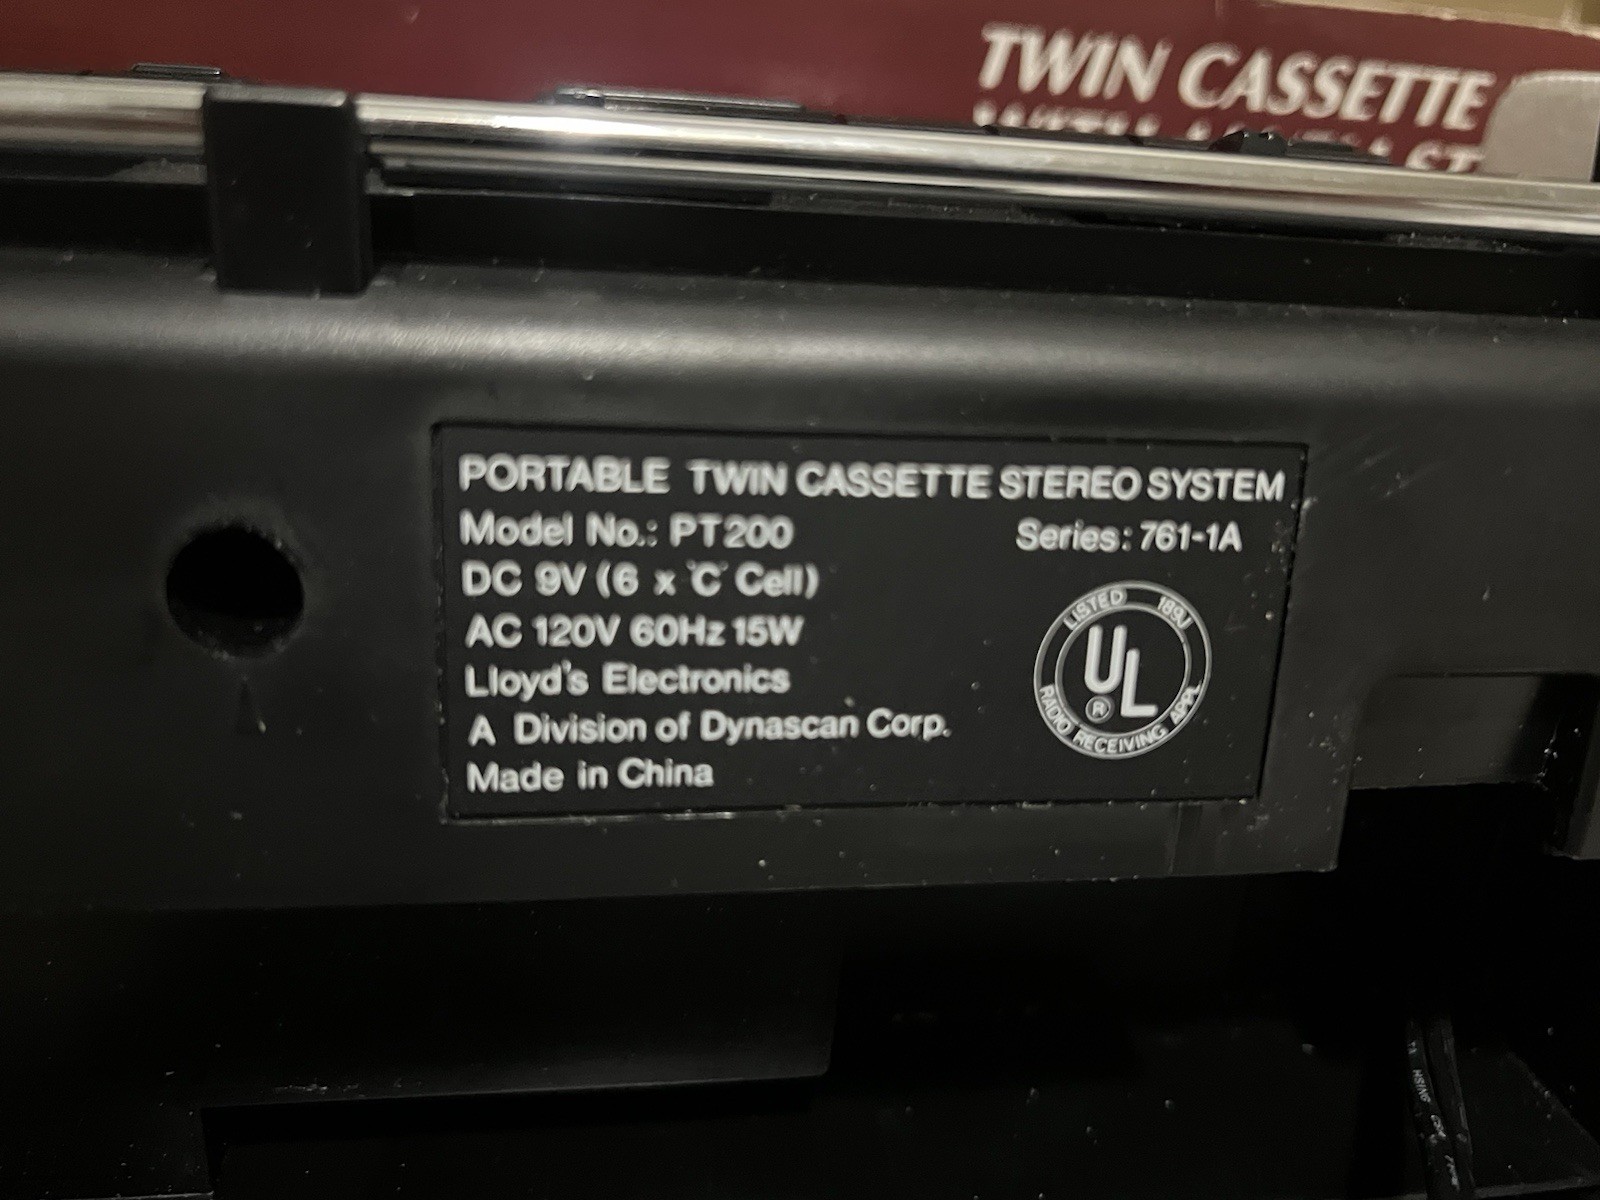 TWIN CASSETTE
PORTABLE TWIN CASSETTE STEREO SYSTEM
Model No.: PT200 Series: 761-1A
DC 9V (6 x "C" Cell)
AC 120V 60Hz 15W
Lloyd's Electronics
A Division of Dynascan Corp.
Made in China
LISTED 189J
UL
®
RADIO RECEIVING APPL
HSING